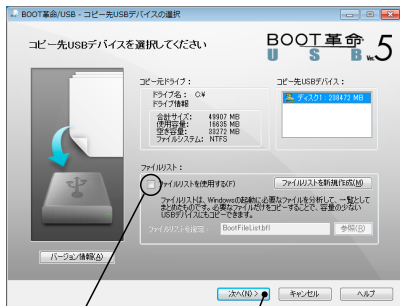 BOOT革命/USB - コピー先USBデバイスの選択
コピー先USBデバイスを選択してください
BOOT革命
USB Ver.5
コピー元ドライブ：
ドライブ名： C:¥
ドライブ情報
合計サイズ： 49907 MB
使用容量： 16635 MB
空き容量： 33272 MB
ファイルシステム： NTFS
コピー先USBデバイス：
ディスク1 : 238472 MB
ファイルリスト：
ファイルリストを使用する(F)
ファイルリストを新規作成(M)
ファイルリストは、Windowsの起動に必要なファイルを分析して、一覧として
まとめたものです。必要なファイルだけをコピーすることで、容量の少ない
USBデバイスにもコピーできます。
ファイルリストを指定：
BootFileList.bfl
参照(R)
バージョン情報(A)
次へ(N) >
キャンセル
ヘルプ